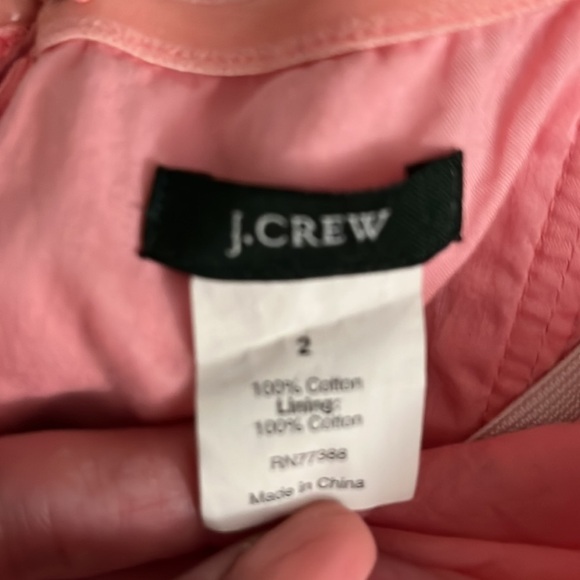 J.CREW
2
100% Cotton
Lining:
100% Cotton
RN77388
Made in China